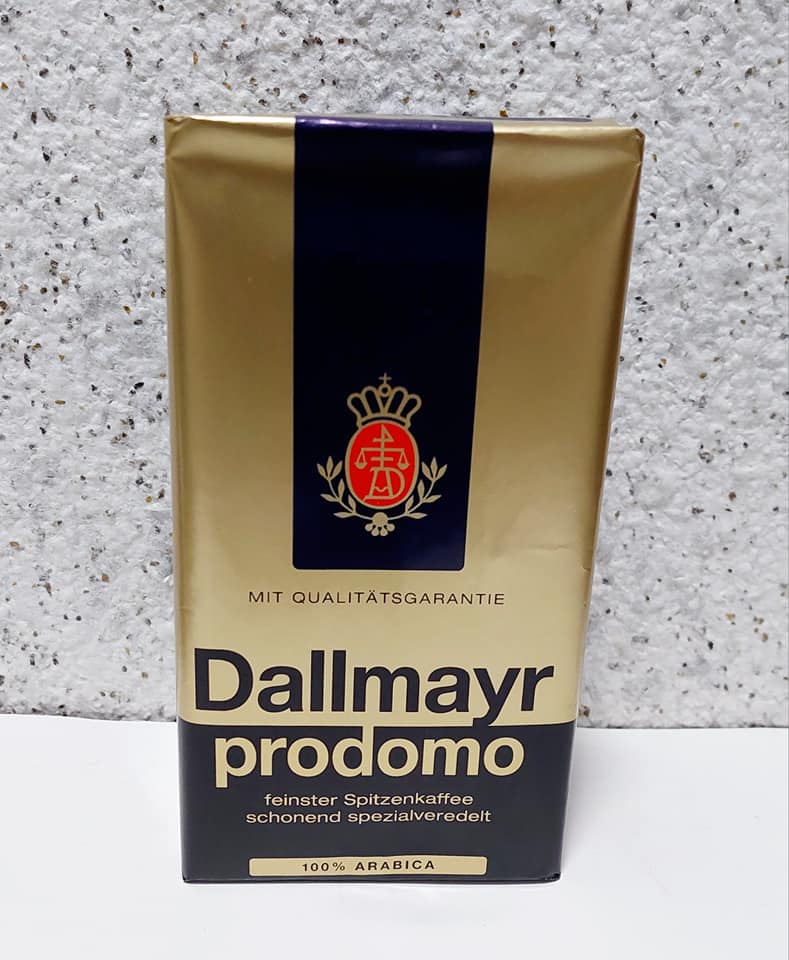 MIT QUALITÄTSGARANTIE
Dallmayr
prodomo
feinster Spitzenkaffee
schonend spezialveredelt
100% ARABICA